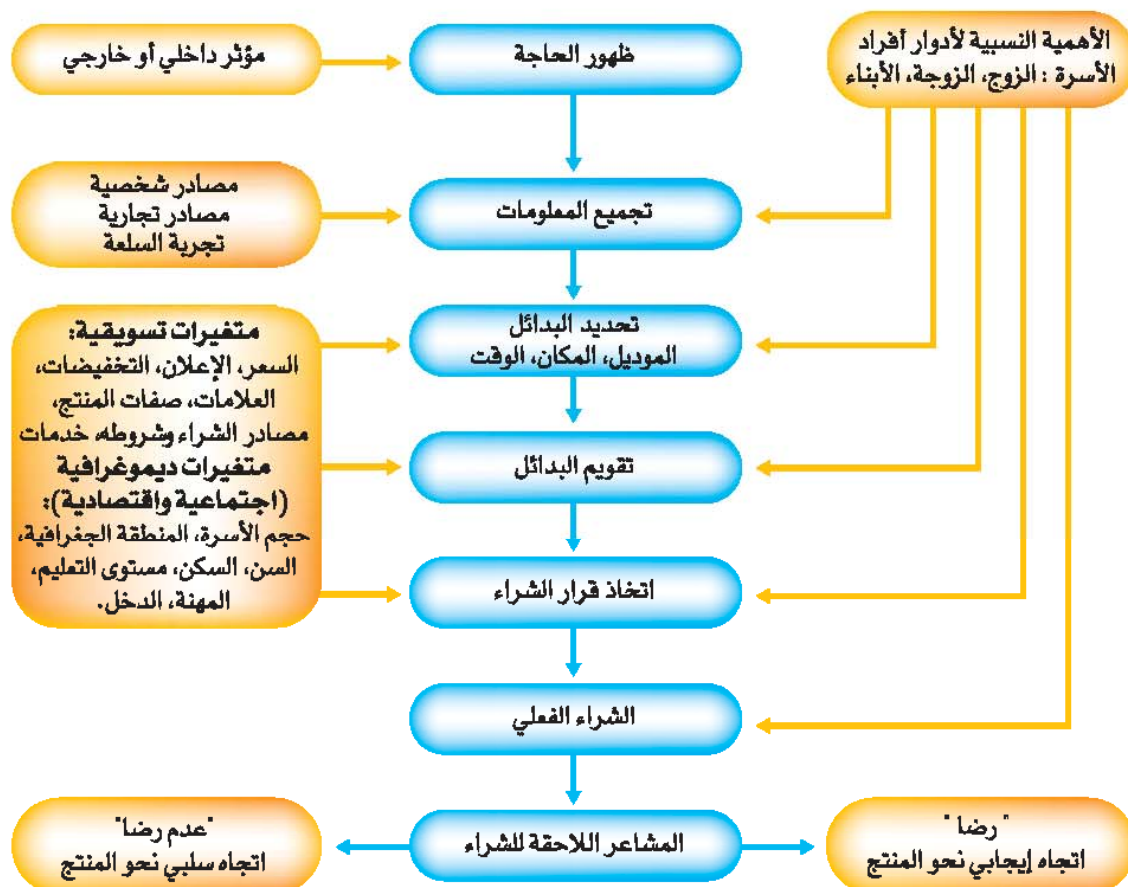 الأهمية النسبية لأدوار أفراد
الأسرة : الزوج، الزوجة، الأبناء
ظهور الحاجة
مؤثر داخلي أو خارجي
تجميع المعلومات
مصادر شخصية
مصادر تجارية
تجربة السلعة
تحديد البدائل
الموديل، المكان، الوقت
متغيرات تسويقية:
السعر، الإعلان، التخفيضات،
العلامات، صفات المنتج،
مصادر الشراء وشروطه، خدمات
متغيرات ديموغرافية
(اجتماعية واقتصادية):
حجم الأسرة، المنطقة الجغرافية،
السن، السكن، مستوى التعليم،
المهنة، الدخل.
تقويم البدائل
اتخاذ قرار الشراء
الشراء الفعلي
المشاعر اللاحقة للشراء
"رضا "
اتجاه إيجابي نحو المنتج
"عدم رضا"
اتجاه سلبي نحو المنتج